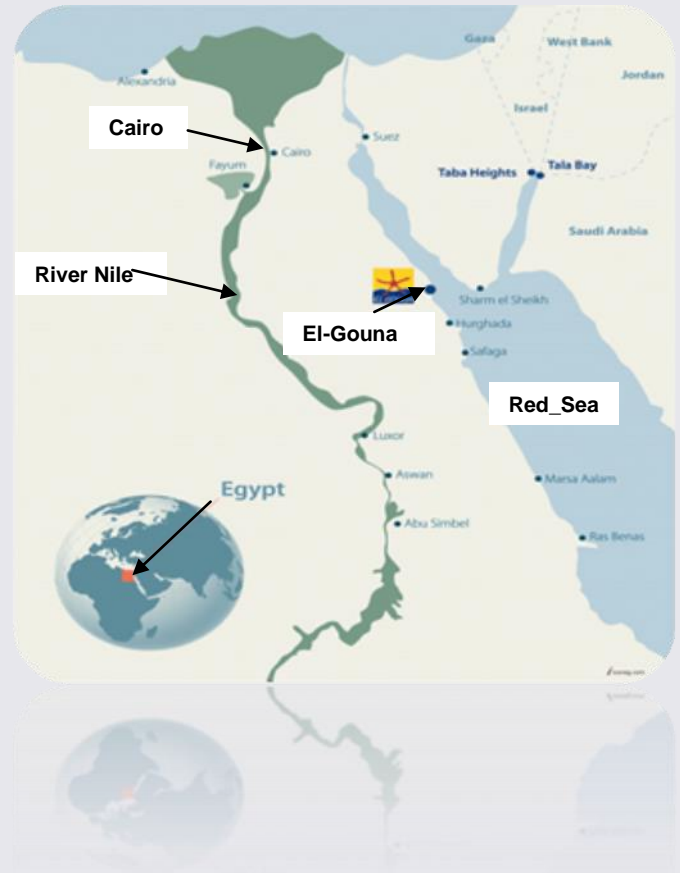 Gaza
West Bank
Alexandria
Jordan
Israel
Cairo
Suez
Cairo
Fayum
Taba Heights
Tala Bay
Saudi Arabia
River Nile
Sharm el Sheikh
El-Gouna
Hurghada
Safaga
Red_Sea
Luxor
Aswan
Marsa Aalam
Egypt
Abu Simbel
Ras Benas